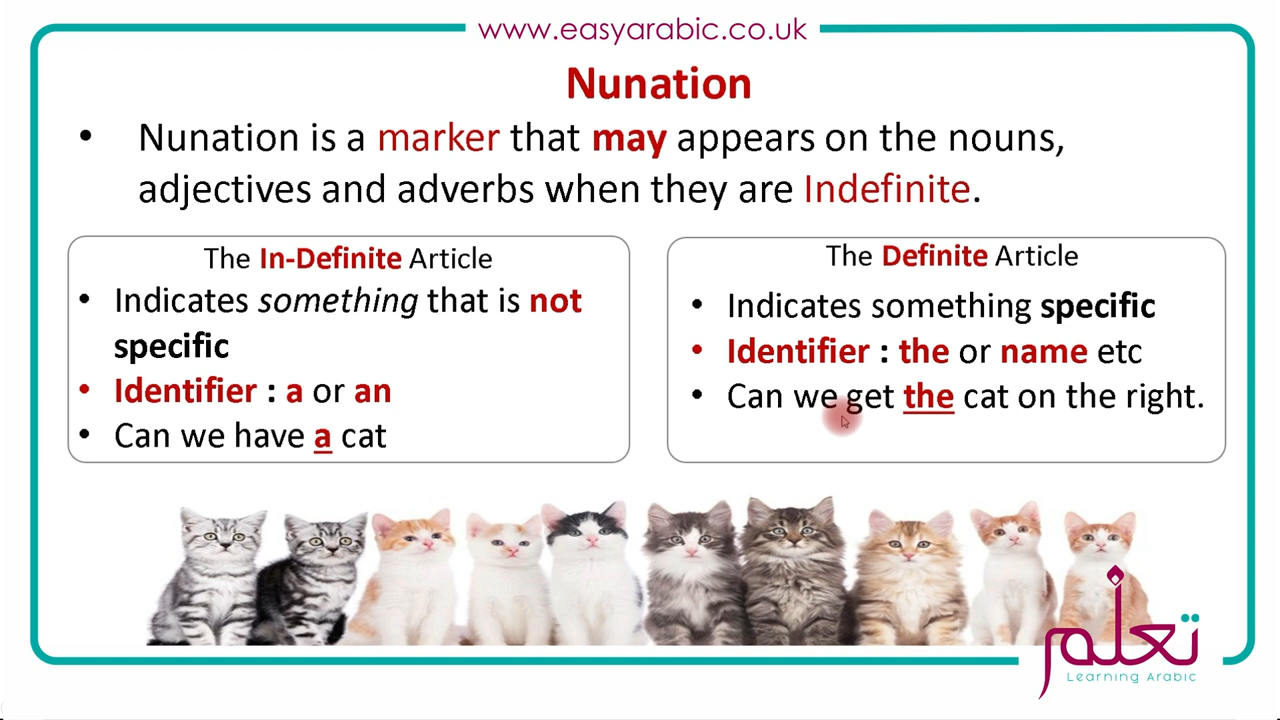 www.easyarabic.co.uk
Nunation
• Nunation is a marker that may appears on the nouns,
adjectives and adverbs when they are Indefinite.
The In-Definite Article
• Indicates something that is not
specific
• Identifier : a or an
• Can we have a cat
The Definite Article
• Indicates something specific
• Identifier : the or name etc
• Can we get the cat on the right.
تعلم
Learning Arabic